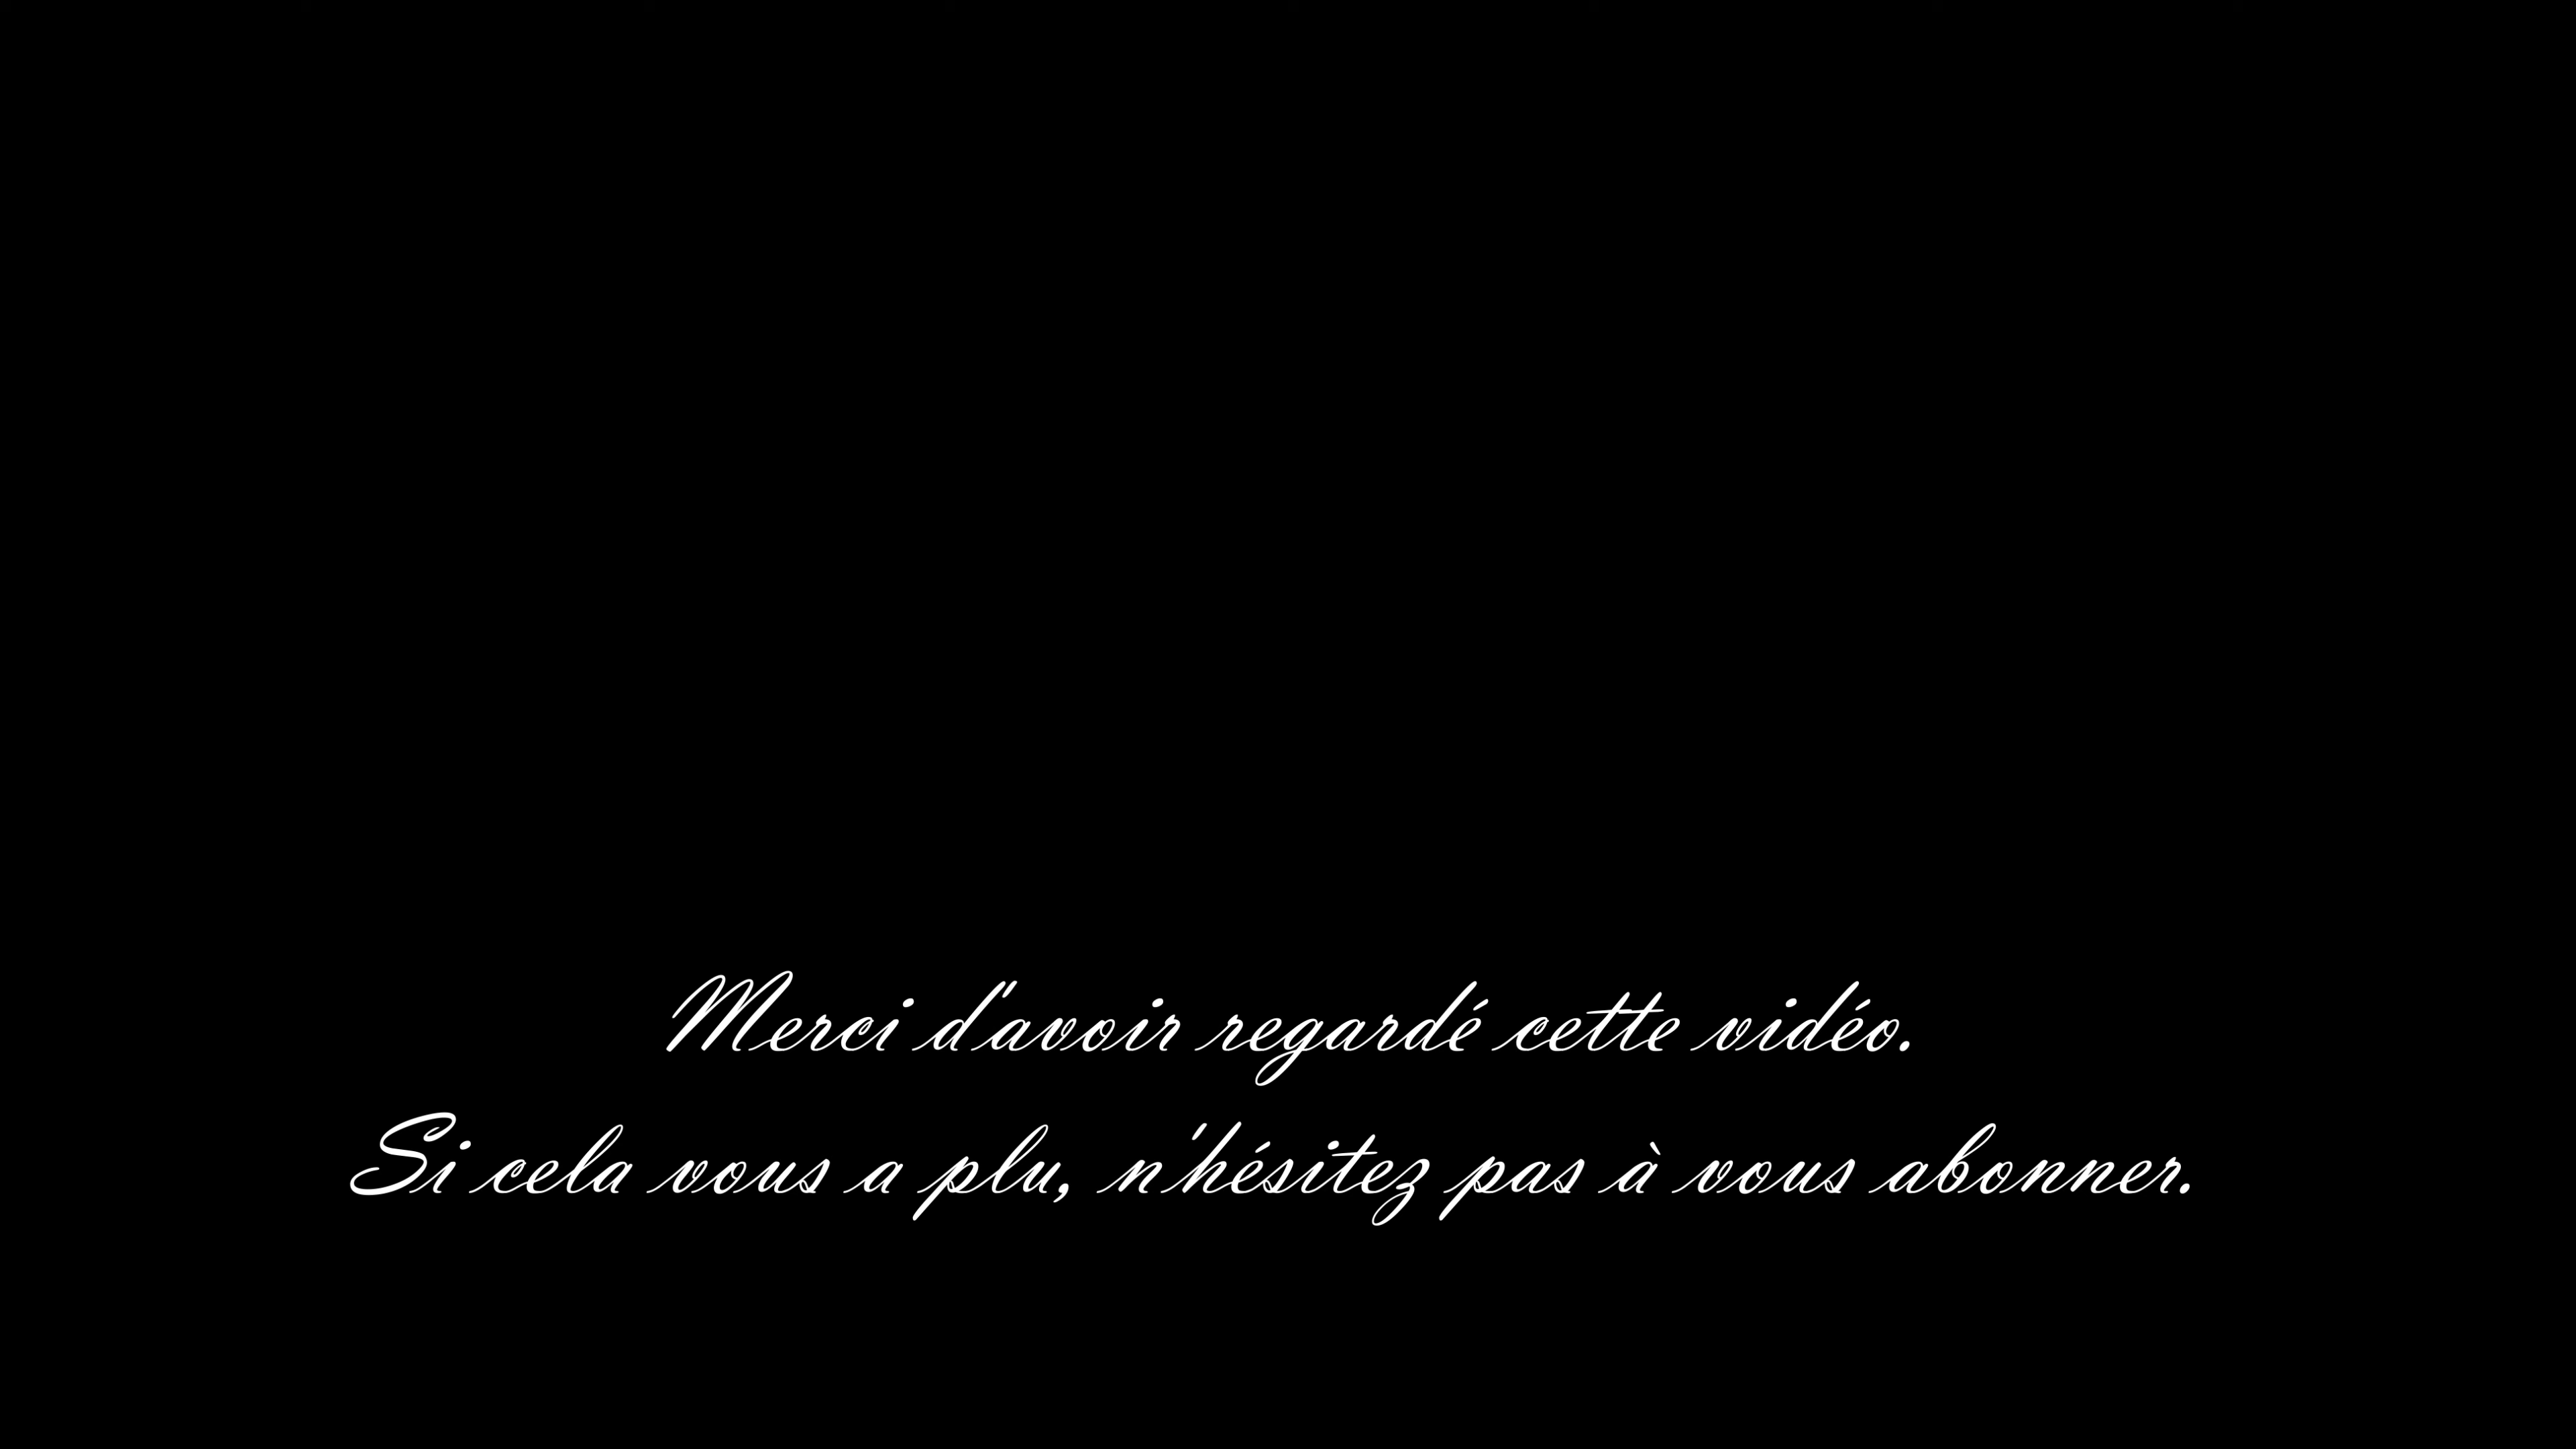 Merci d'avoir regardé cette vidéo.
Si cela vous a plu, n'hésitez pas à vous abonner.